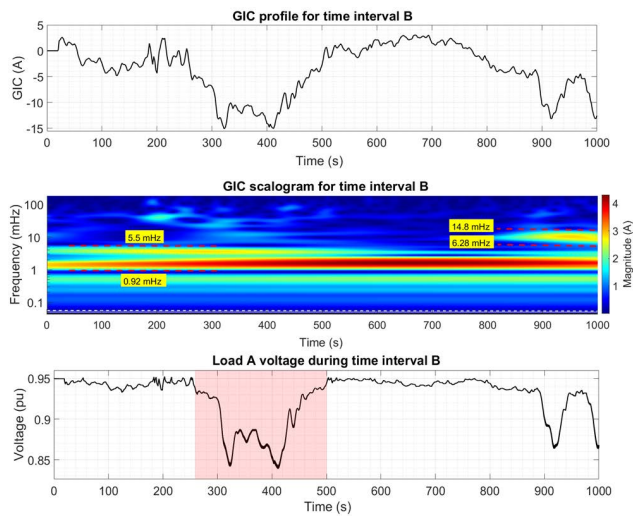 GIC profile for time interval B
5
0
-5
-10
-15
GIC (A)
0 100 200 300 400 500 600 700 800 900 1000
Time (s)
GIC scalogram for time interval B
100
10
1
0.1
Frequency (mHz)
5.5 mHz
0.92 mHz
14.8 mHz
6.28 mHz
4
3
2
1
Magnitude (A)
0 100 200 300 400 500 600 700 800 900 1000
Time (s)
Load A voltage during time interval B
0.95
0.9
0.85
Voltage (pu)
0 100 200 300 400 500 600 700 800 900 1000
Time (s)